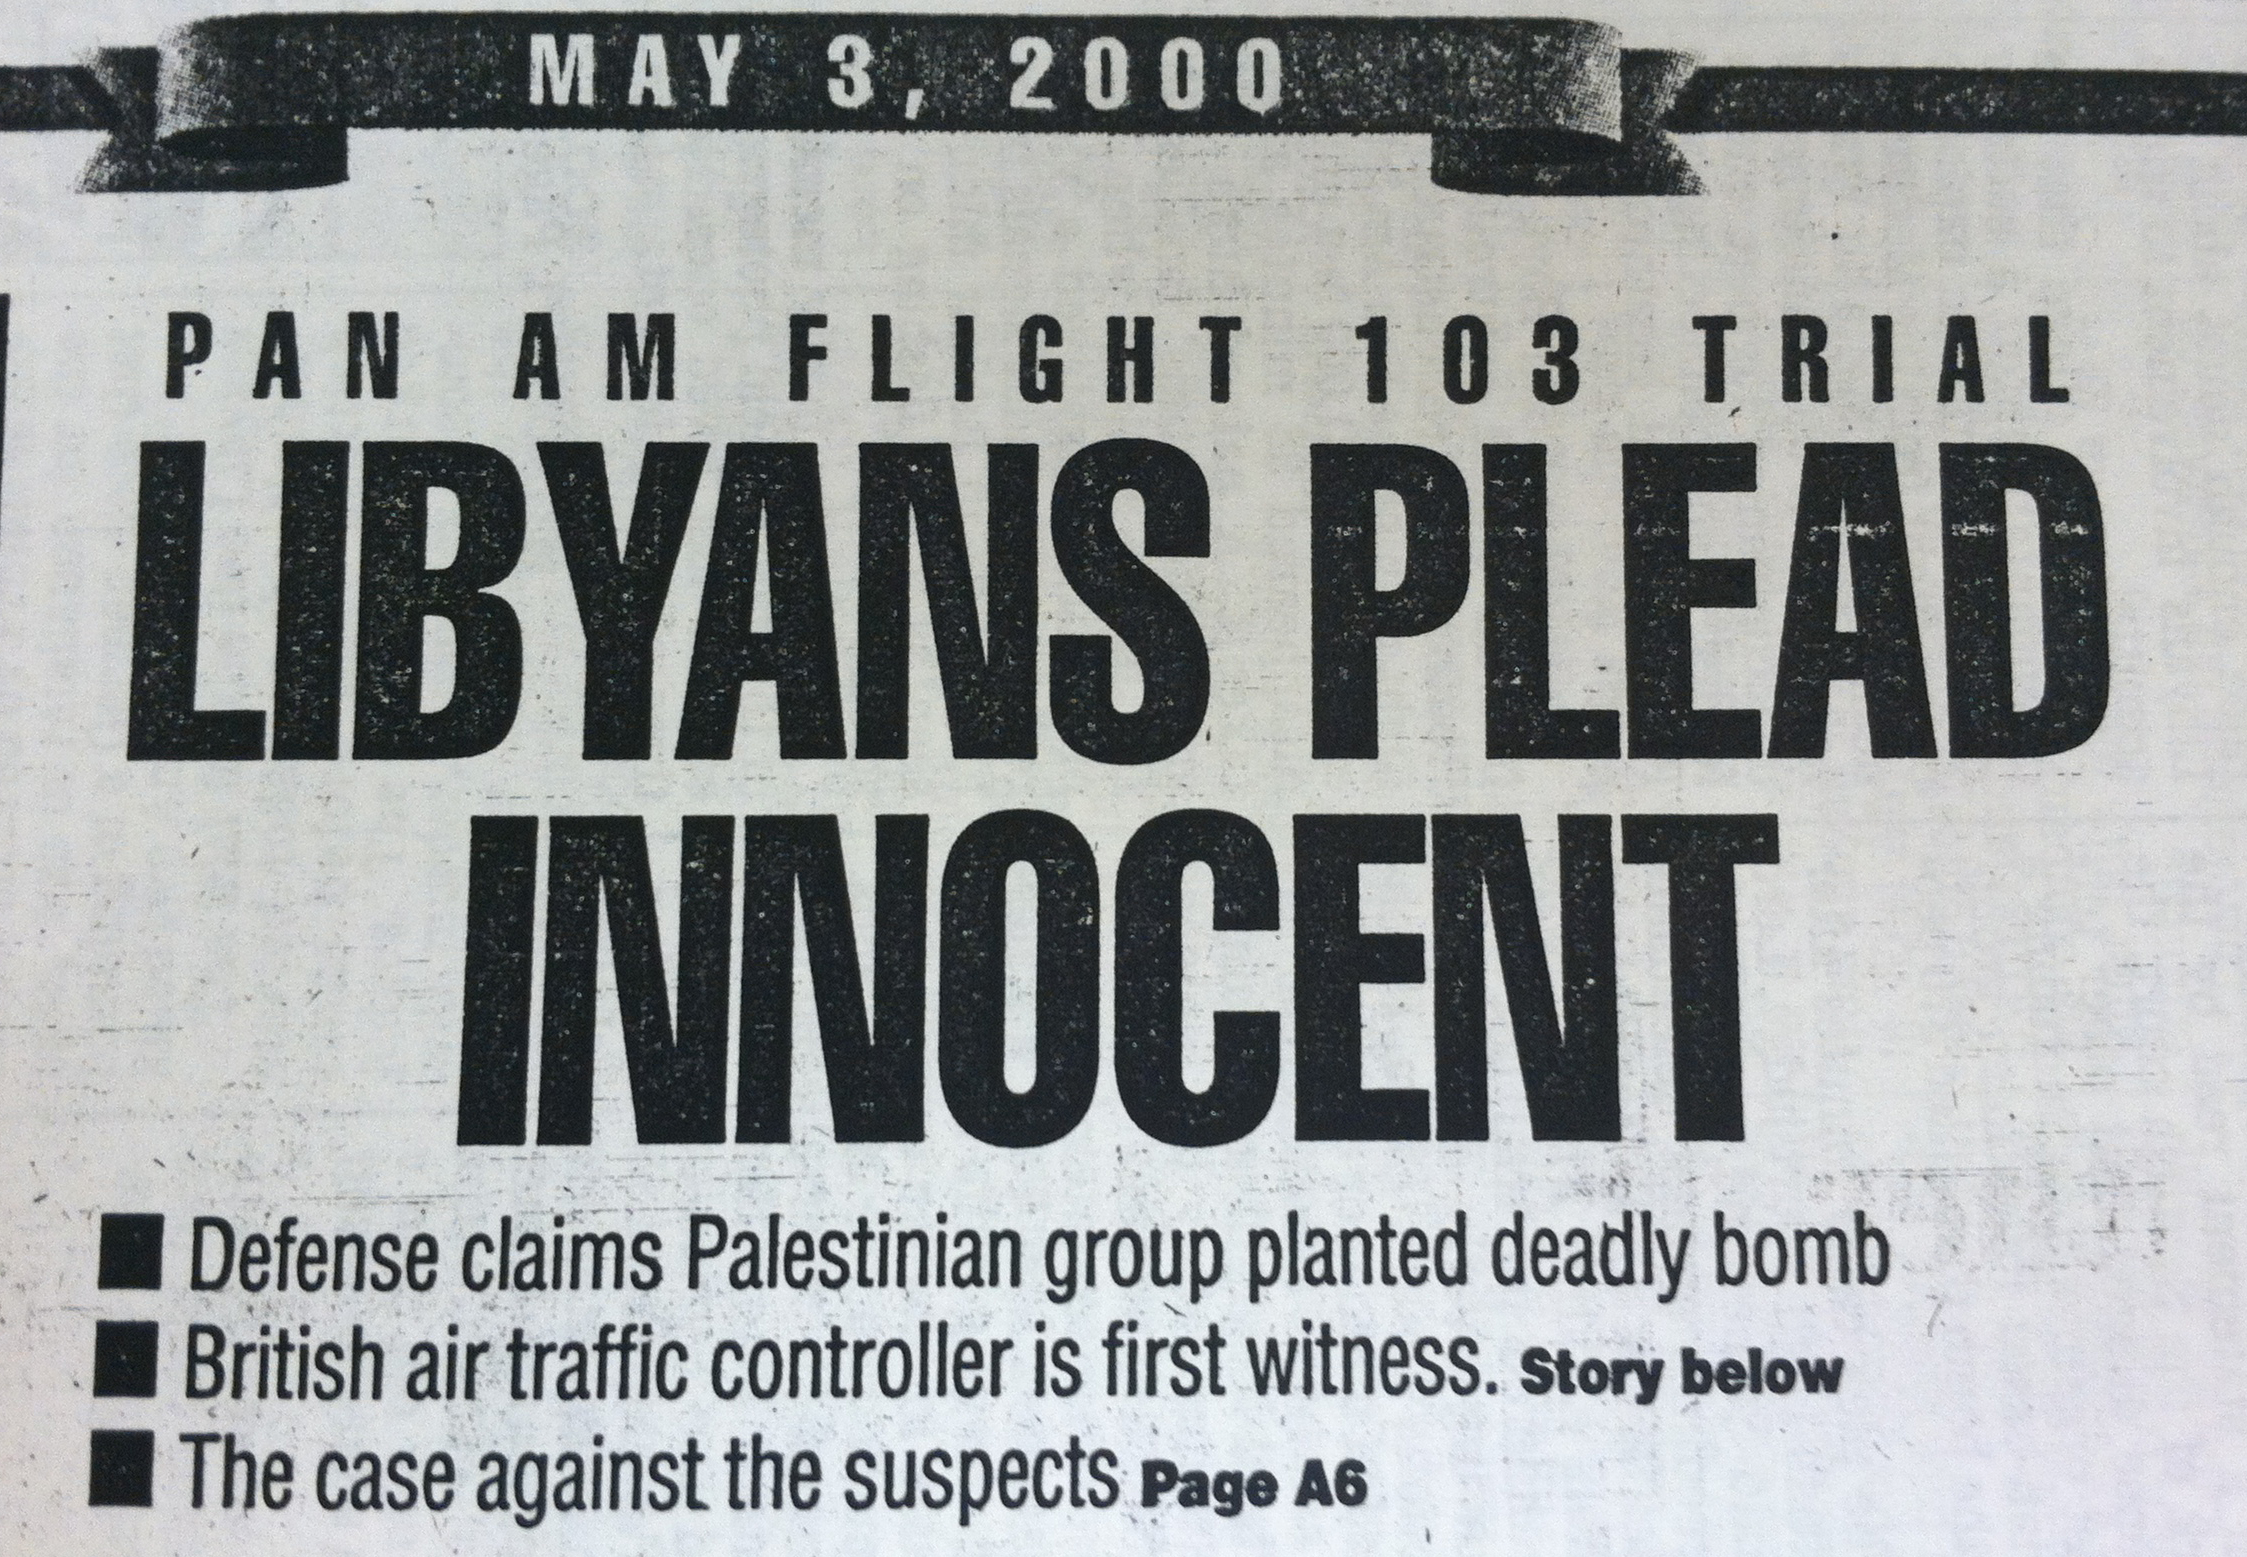 MAY 3, 2000
PAN AM FLIGHT 103 TRIAL
LIBYANS PLEAD
INNOCENT
■ Defense claims Palestinian group planted deadly bomb
■ British air traffic controller is first witness. Story below
■ The case against the suspects Page A6